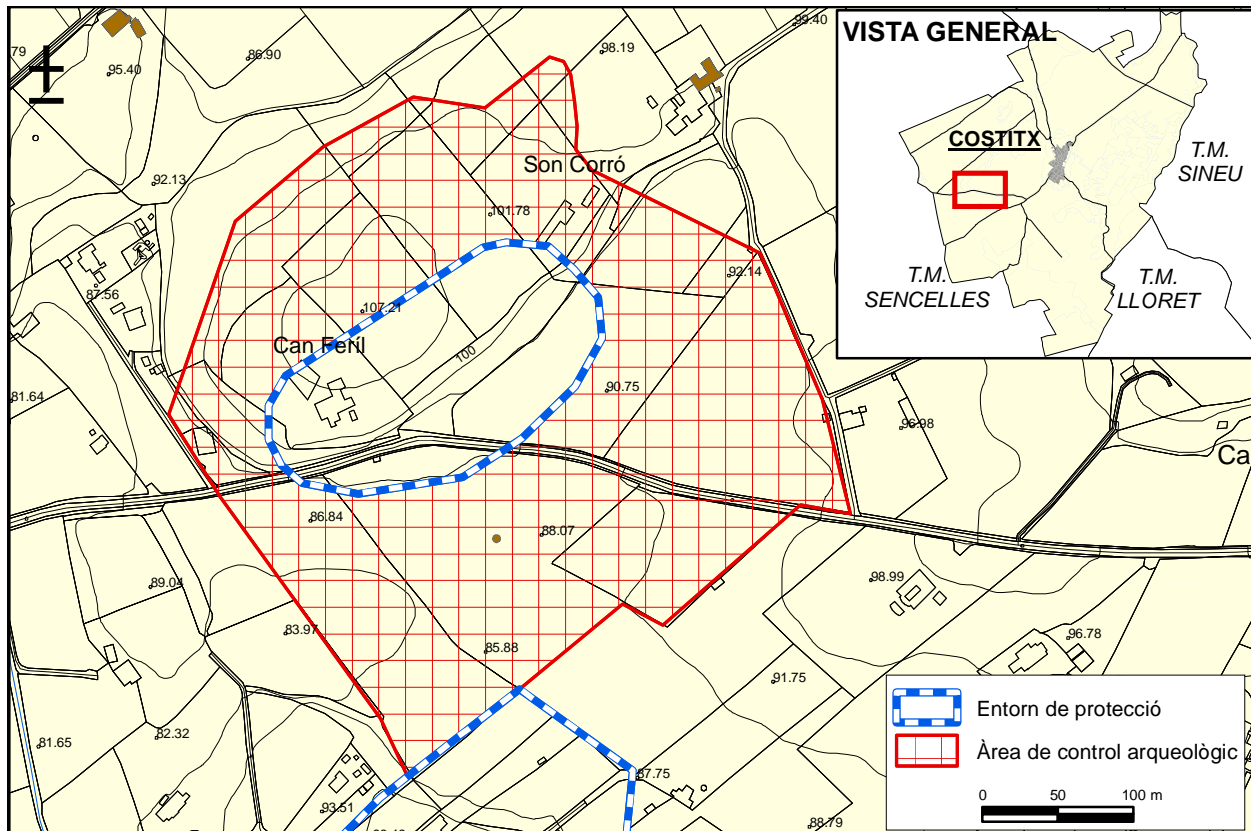 79
95.40
86.90
98.19
99.40
VISTA GENERAL
COSTITX
T.M.
SINEU
T.M.
SENCELLES
T.M.
LLORET
92.13
Son Corró
101.78
92.14
87.56
107.21
Can Feríl
100
90.75
81.64
96.98
Ca
86.84
88.07
89.04
98.99
83.97
85.88
96.78
91.75
82.32
81.65
87.75
93.51
88.79
Entorn de protecció
Àrea de control arqueològic
0 50 100 m